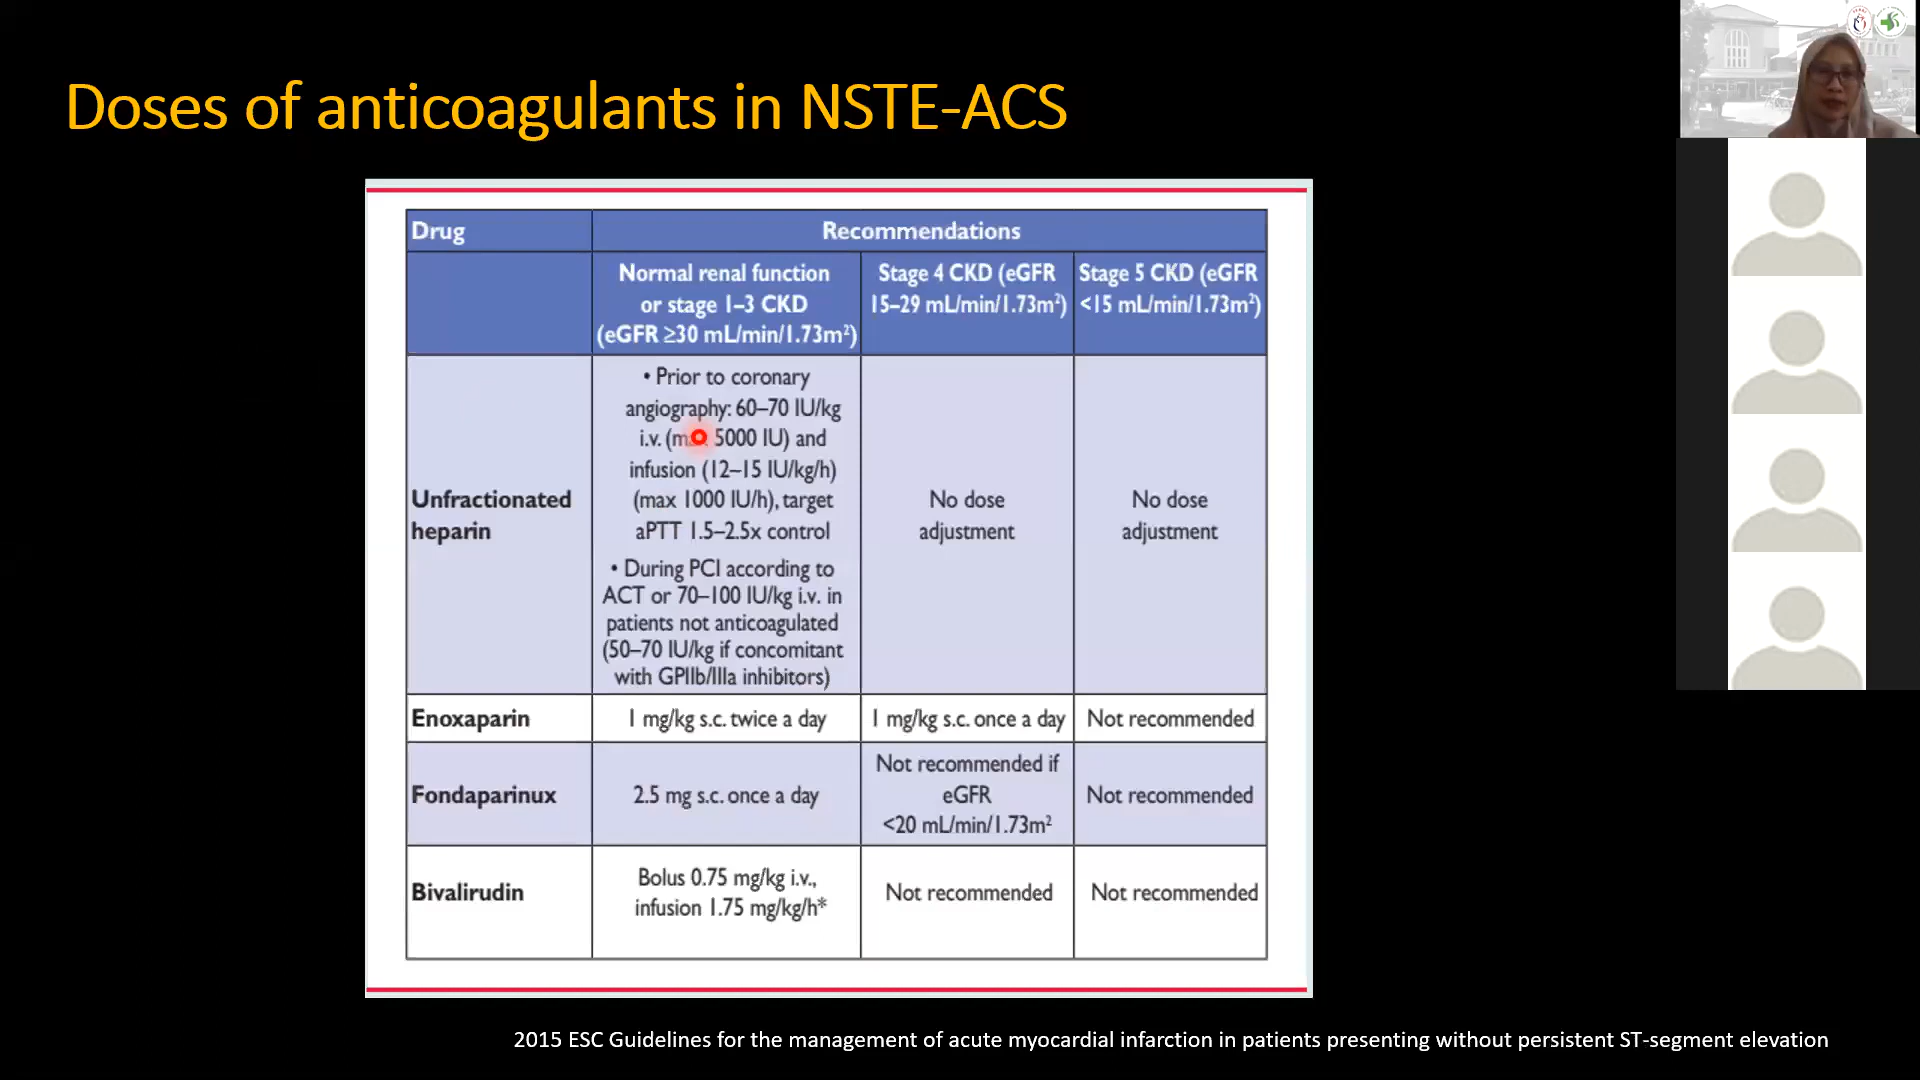 Doses of anticoagulants in NSTE-ACS
Drug
Recommendations
Normal renal function
or stage 1–3 CKD
(eGFR ≥30 mL/min/1.73m²)
Stage 4 CKD (eGFR
15–29 mL/min/1.73m²)
Stage 5 CKD (eGFR
<15 mL/min/1.73m²)
Unfractionated
heparin
• Prior to coronary
angiography: 60–70 IU/kg
i.v. (max 5000 IU) and
infusion (12–15 IU/kg/h)
(max 1000 IU/h), target
aPTT 1.5–2.5x control
• During PCI according to
ACT or 70–100 IU/kg i.v. in
patients not anticoagulated
(50–70 IU/kg if concomitant
with GPIIb/IIIa inhibitors)
No dose
adjustment
No dose
adjustment
Enoxaparin
1 mg/kg s.c. twice a day
1 mg/kg s.c. once a day
Not recommended
Fondaparinux
2.5 mg s.c. once a day
Not recommended if
eGFR
<20 mL/min/1.73m²
Not recommended
Bivalirudin
Bolus 0.75 mg/kg i.v.,
infusion 1.75 mg/kg/h*
Not recommended
Not recommended
2015 ESC Guidelines for the management of acute myocardial infarction in patients presenting without persistent ST-segment elevation